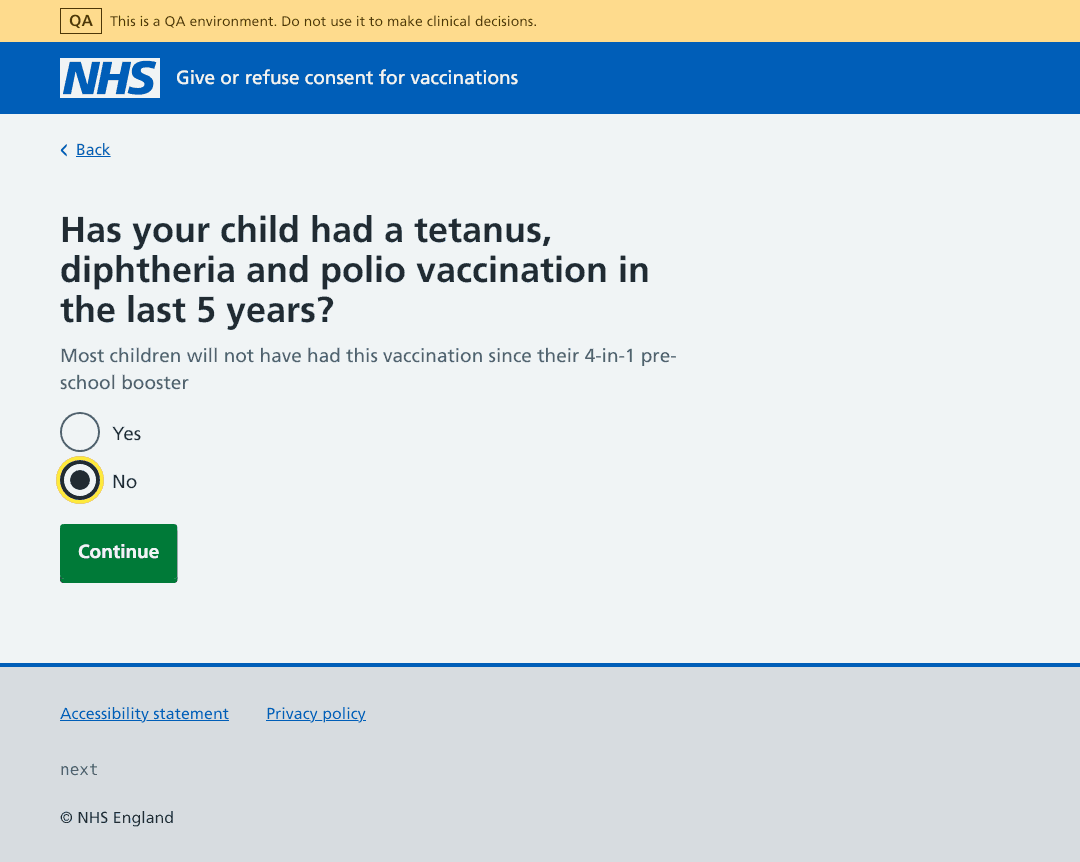 QA This is a QA environment. Do not use it to make clinical decisions.
NHS Give or refuse consent for vaccinations
Back
Has your child had a tetanus,
diphtheria and polio vaccination in
the last 5 years?
Most children will not have had this vaccination since their 4-in-1 pre-
school booster
Yes
No
Continue
Accessibility statement Privacy policy
next
© NHS England